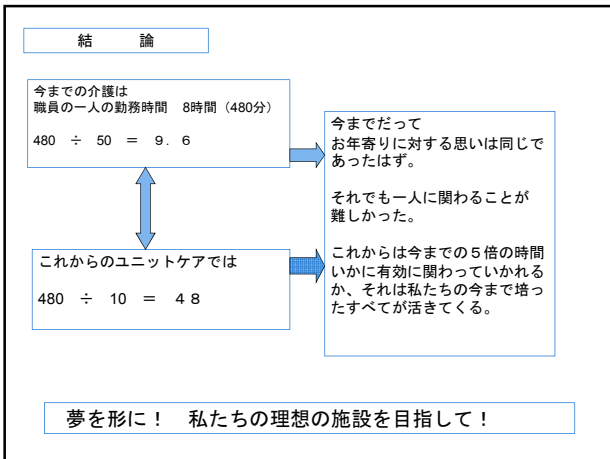 結　　論
今までの介護は
職員の一人の勤務時間　8時間（480分）
480　÷　50　＝　９．６
これからのユニットケアでは
480　÷　10　＝　４８
今までだって
お年寄りに対する思いは同じで
あったはず。
それでも一人に関わることが
難しかった。
これからは今までの５倍の時間
いかに有効に関わっていかれる
か、それは私たちの今まで培っ
たすべてが活きてくる。
夢を形に！　私たちの理想の施設を目指して！